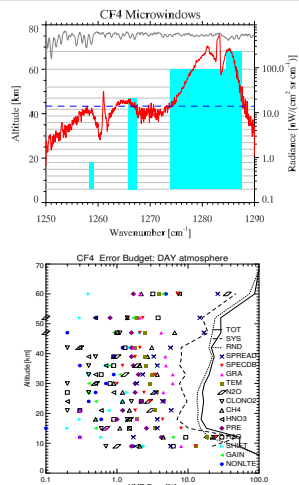 CF4 Microwindows
80
60
40
20
0
Altitude [km]
100.0
10.0
1.0
0.1
Radiance [nW/(cm2 sr cm-1)]
1250
1260
1270
1280
1290
Wavenumber [cm-1]
CF4 Error Budget: DAY atmosphere
70
60
50
50
40
30
20
10
0
Altitude [km]
TOT
SYS
RND
SPREAD
SPECDB
GRA
TEM
N2O
CLONO2
CH4
HNO3
PRE
SHIFT
GAIN
NONLTE
0.1
1.0
10.0
100.0